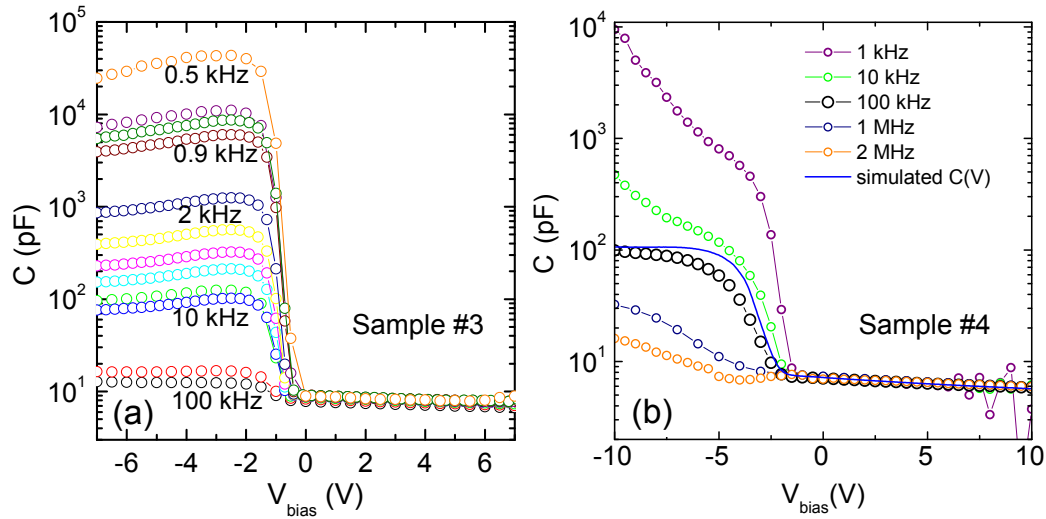 10^5
10^4
10^3
10^2
10^1
C (pF)
0.5 kHz
0.9 kHz
2 kHz
10 kHz
100 kHz
Sample #3
(a)
-6 -4 -2 0 2 4 6
V_bias (V)
10^4
10^3
10^2
10^1
C (pF)
1 kHz
10 kHz
100 kHz
1 MHz
2 MHz
simulated C(V)
Sample #4
(b)
-10 -5 0 5 10
V_bias (V)